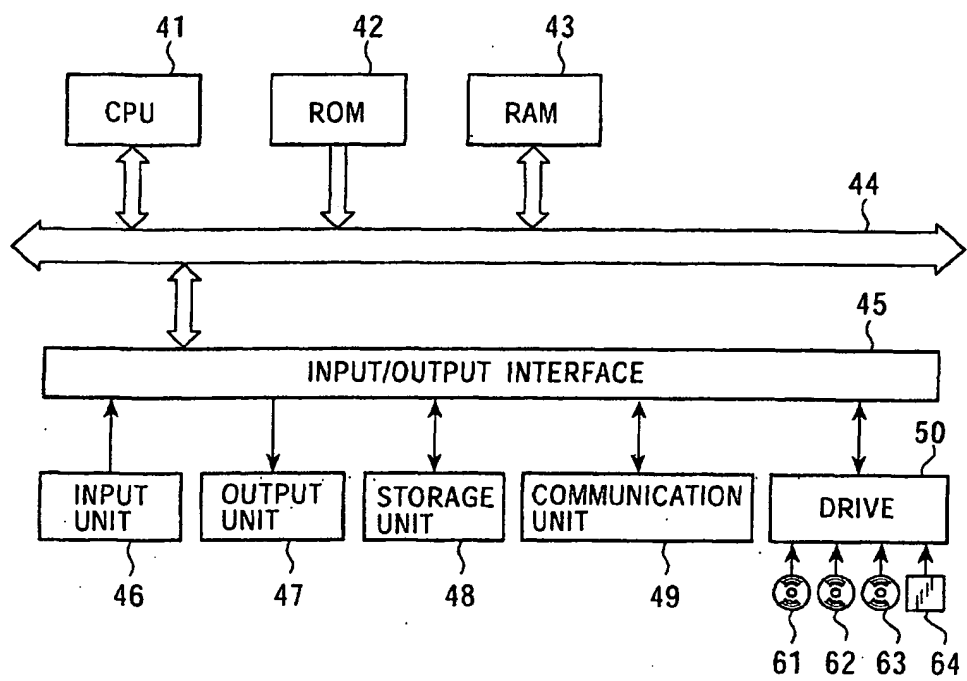 41
42
43
CPU
ROM
RAM
44
45
INPUT/OUTPUT INTERFACE
50
INPUT
UNIT
OUTPUT
UNIT
STORAGE
UNIT
COMMUNICATION
UNIT
DRIVE
46
47
48
49
61
62
63
64